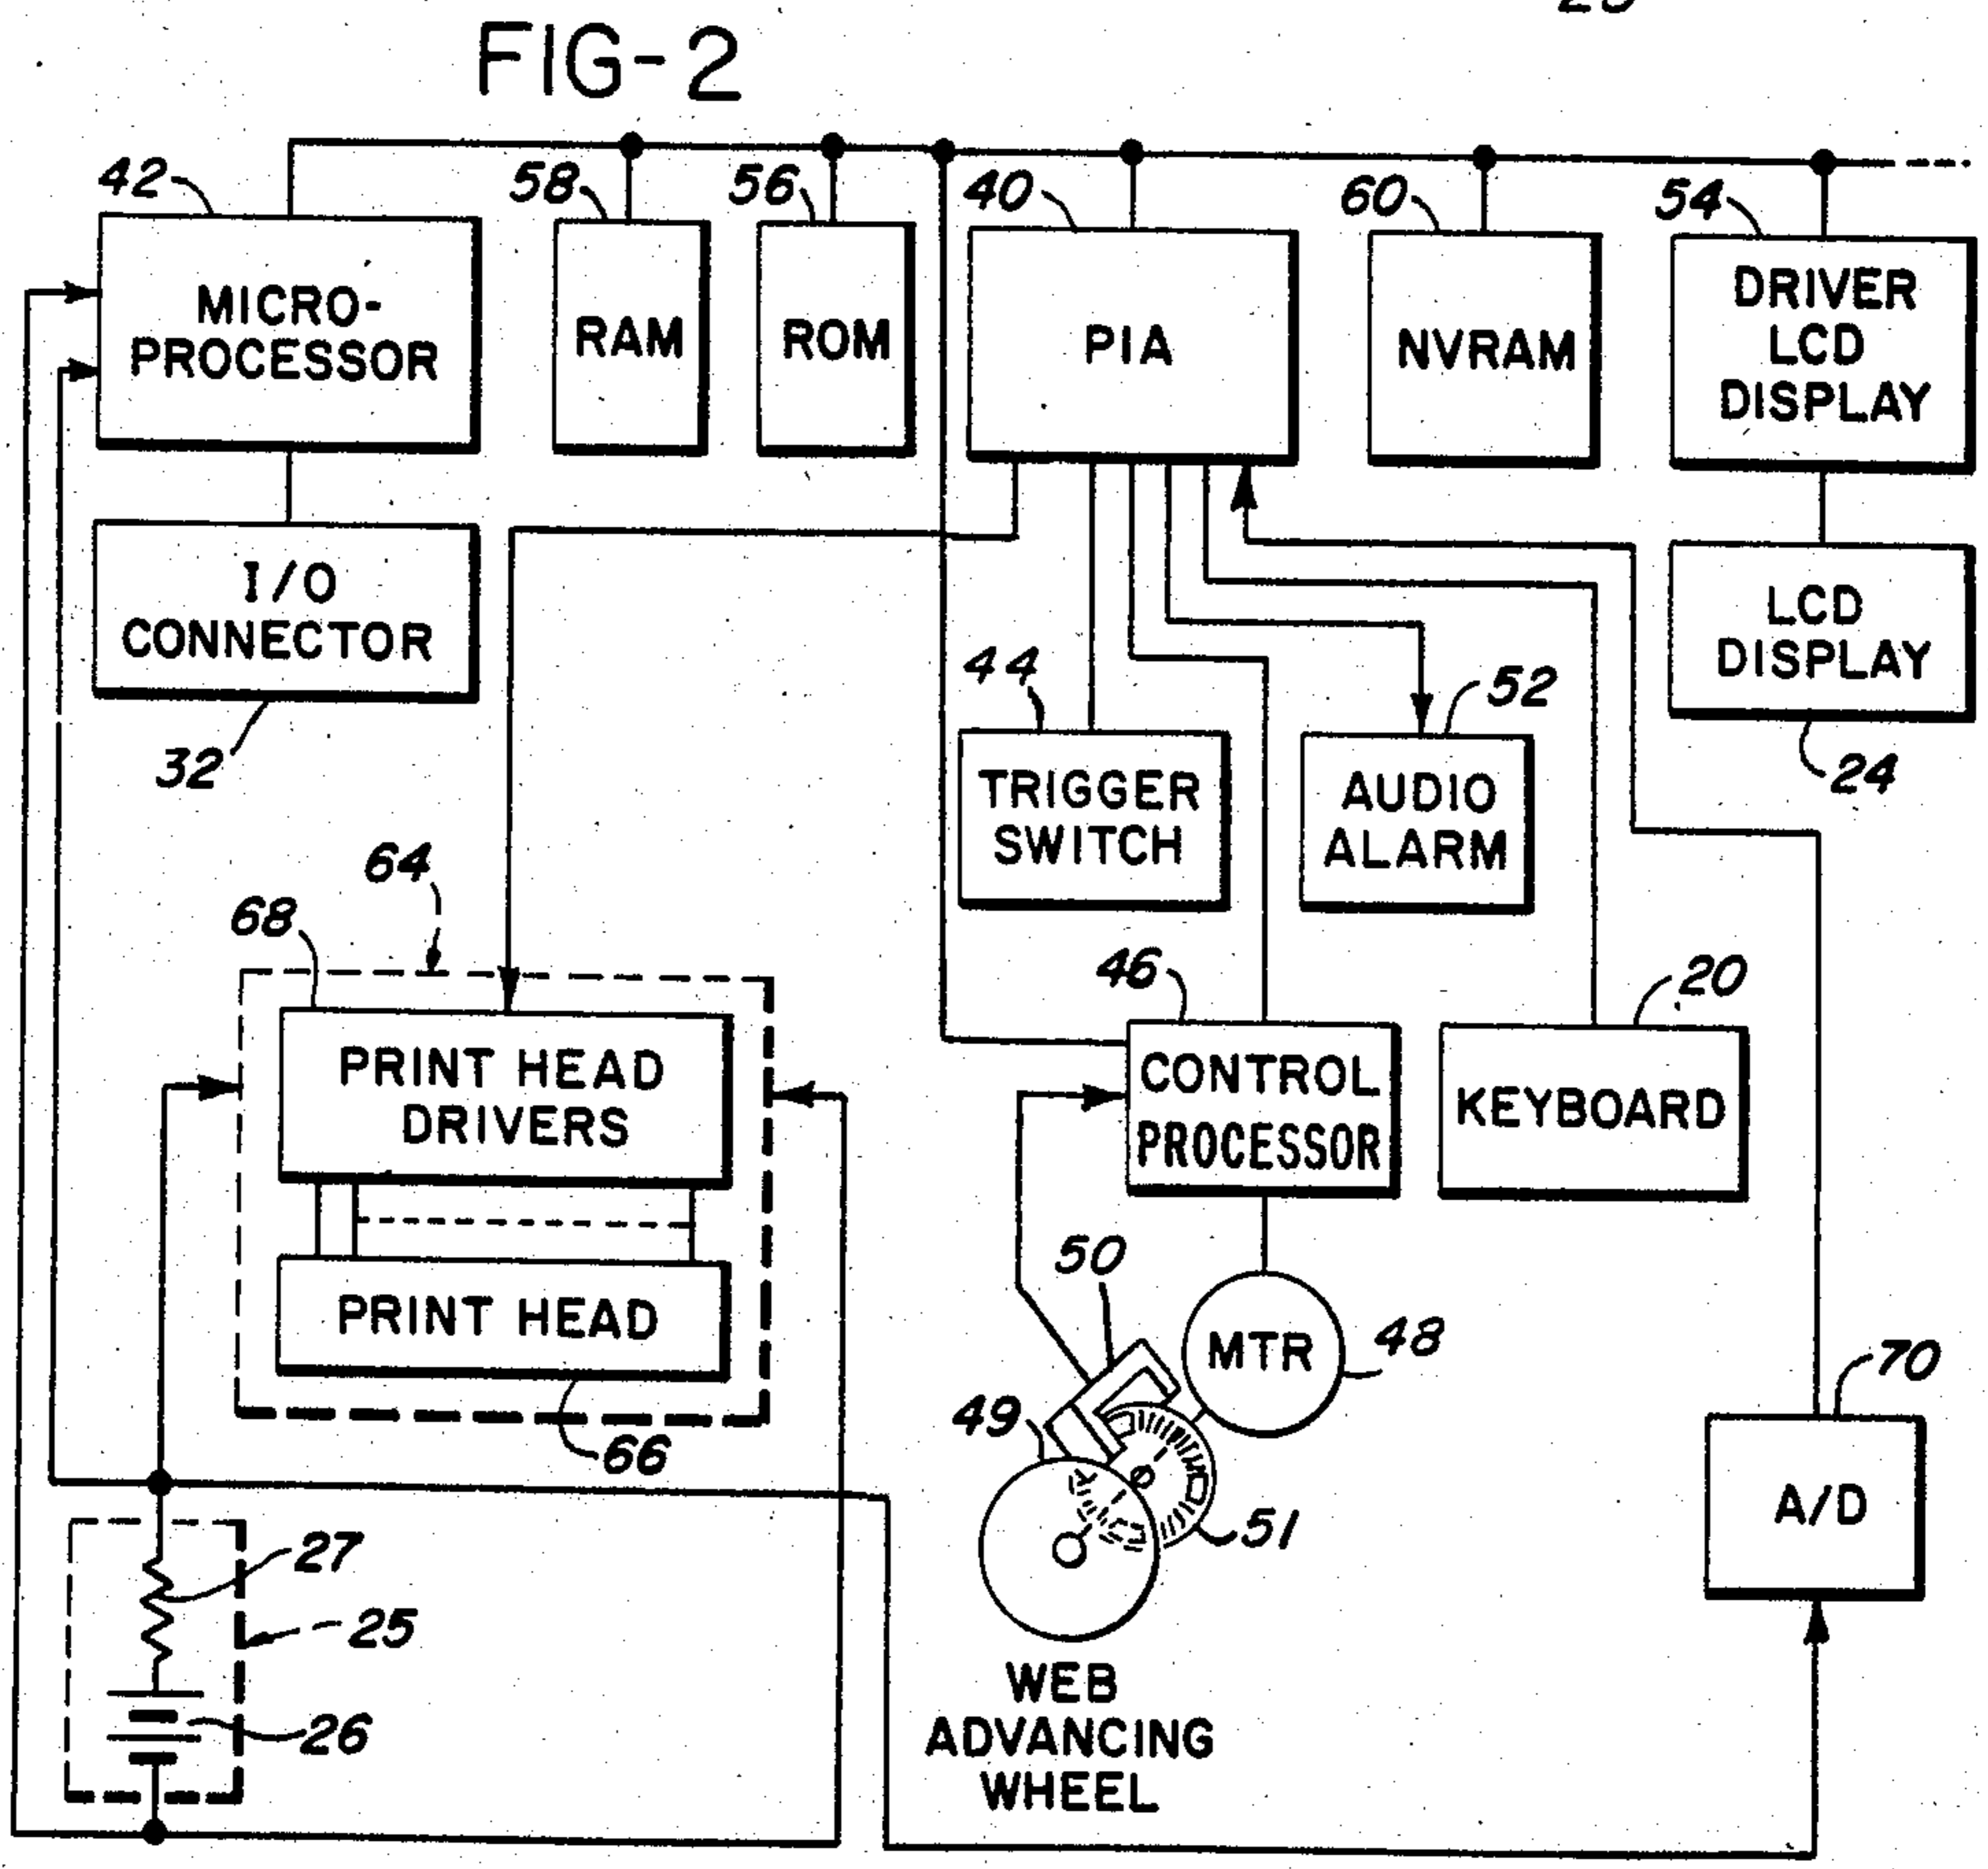 FIG-2
42
58
56
40
60
54
MICRO-
PROCESSOR
RAM
ROM
PIA
NVRAM
DRIVER
LCD
DISPLAY
I/O
CONNECTOR
32
LCD
DISPLAY
24
44
52
TRIGGER
SWITCH
AUDIO
ALARM
64
68
46
20
PRINT HEAD
DRIVERS
CONTROL
PROCESSOR
KEYBOARD
PRINT HEAD
66
50
MTR
48
49
51
70
A/D
27
25
26
WEB
ADVANCING
WHEEL